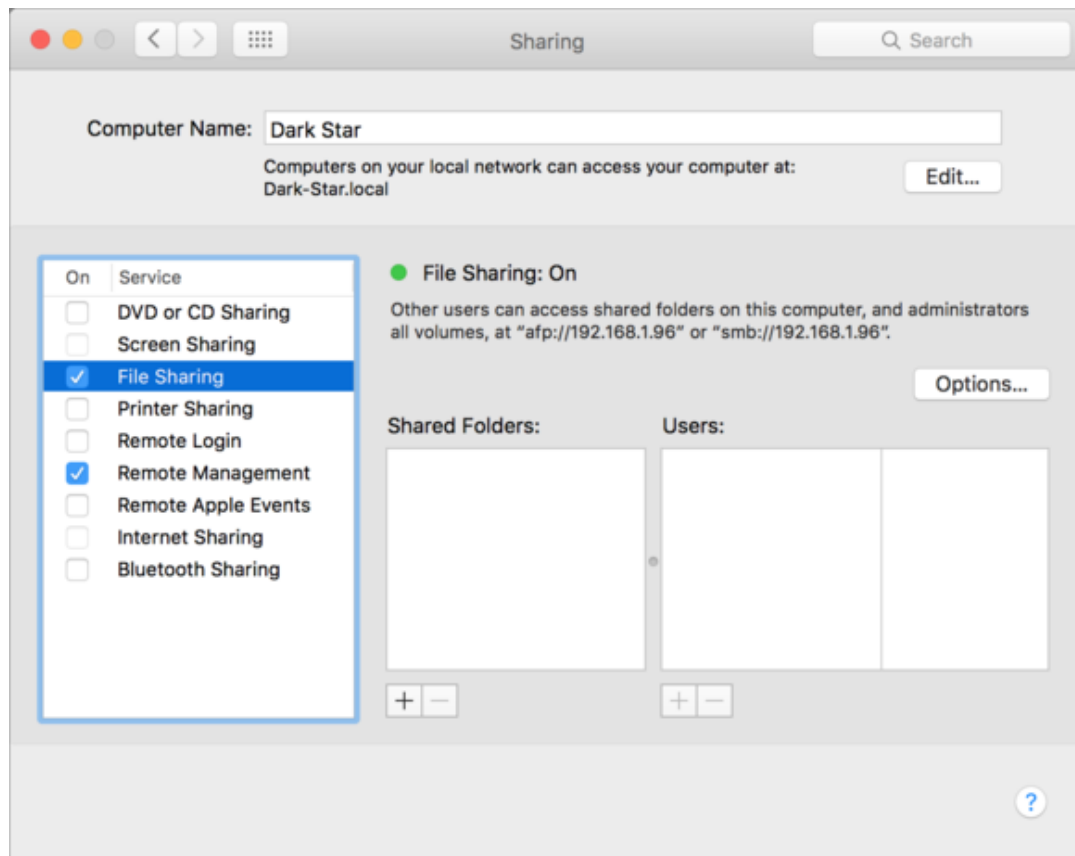 Sharing
Search
Computer Name: Dark Star
Computers on your local network can access your computer at:
Dark-Star.local
Edit...
On Service
DVD or CD Sharing
Screen Sharing
File Sharing
Printer Sharing
Remote Login
Remote Management
Remote Apple Events
Internet Sharing
Bluetooth Sharing
File Sharing: On
Other users can access shared folders on this computer, and administrators
all volumes, at “afp://192.168.1.96” or “smb://192.168.1.96”.
Options...
Shared Folders: Users:
+ − + −
?